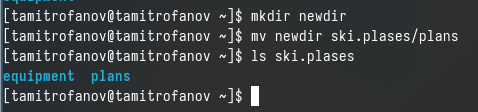 [tamitrofanov@tamitrofanov ~]$ mkdir newdir
[tamitrofanov@tamitrofanov ~]$ mv newdir ski.plases/plans
[tamitrofanov@tamitrofanov ~]$ ls ski.plases
equipment  plans
[tamitrofanov@tamitrofanov ~]$